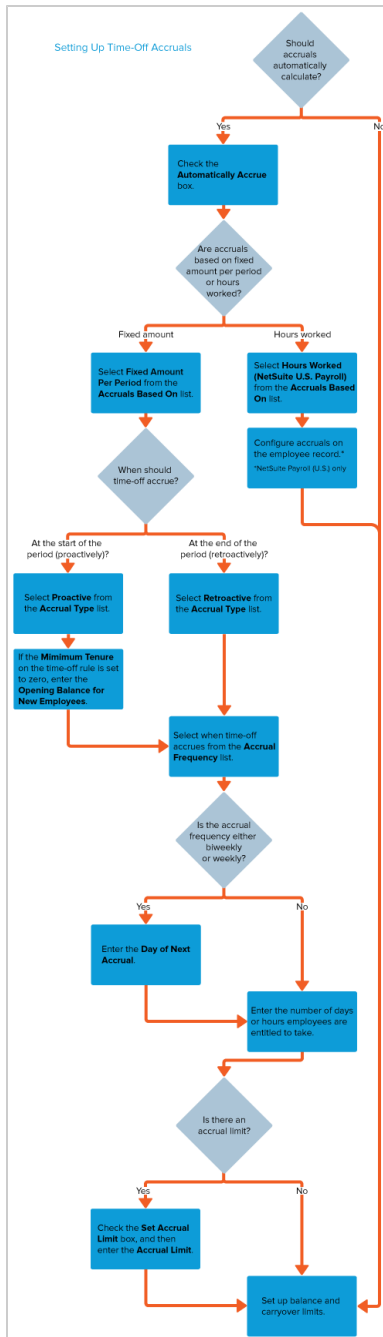 Setting Up Time-Off Accruals
Should
accruals
automatically
calculate?
Yes
No
Check the
Automatically Accrue
box.
Are accruals
based on fixed
amount per period
or hours
worked?
Fixed amount
Hours worked
Select Fixed Amount
Per Period from the
Accruals Based On list.
Select Hours Worked
(NetSuite U.S. Payroll)
from the Accruals Based
On list.
Configure accruals on
the employee record.*
*NetSuite Payroll (U.S.) only
When should
time-off accrue?
At the start of the
period (proactively)?
At the end of the
period (retroactively)?
Select Proactive from
the Accrual Type list.
Select Retroactive from
the Accrual Type list.
If the Mimimum Tenure
on the time-off rule is set
to zero, enter the
Opening Balance for
New Employees.
Select when time-off
accrues from the Accrual
Frequency list.
Is the accrual
frequency either
biweekly
or weekly?
Yes
No
Enter the Day of Next
Accrual.
Enter the number of days
or hours employees are
entitled to take.
Is there an
accrual limit?
Yes
No
Check the Set Accrual
Limit box, and then
enter the Accrual Limit.
Set up balance and
carryover limits.